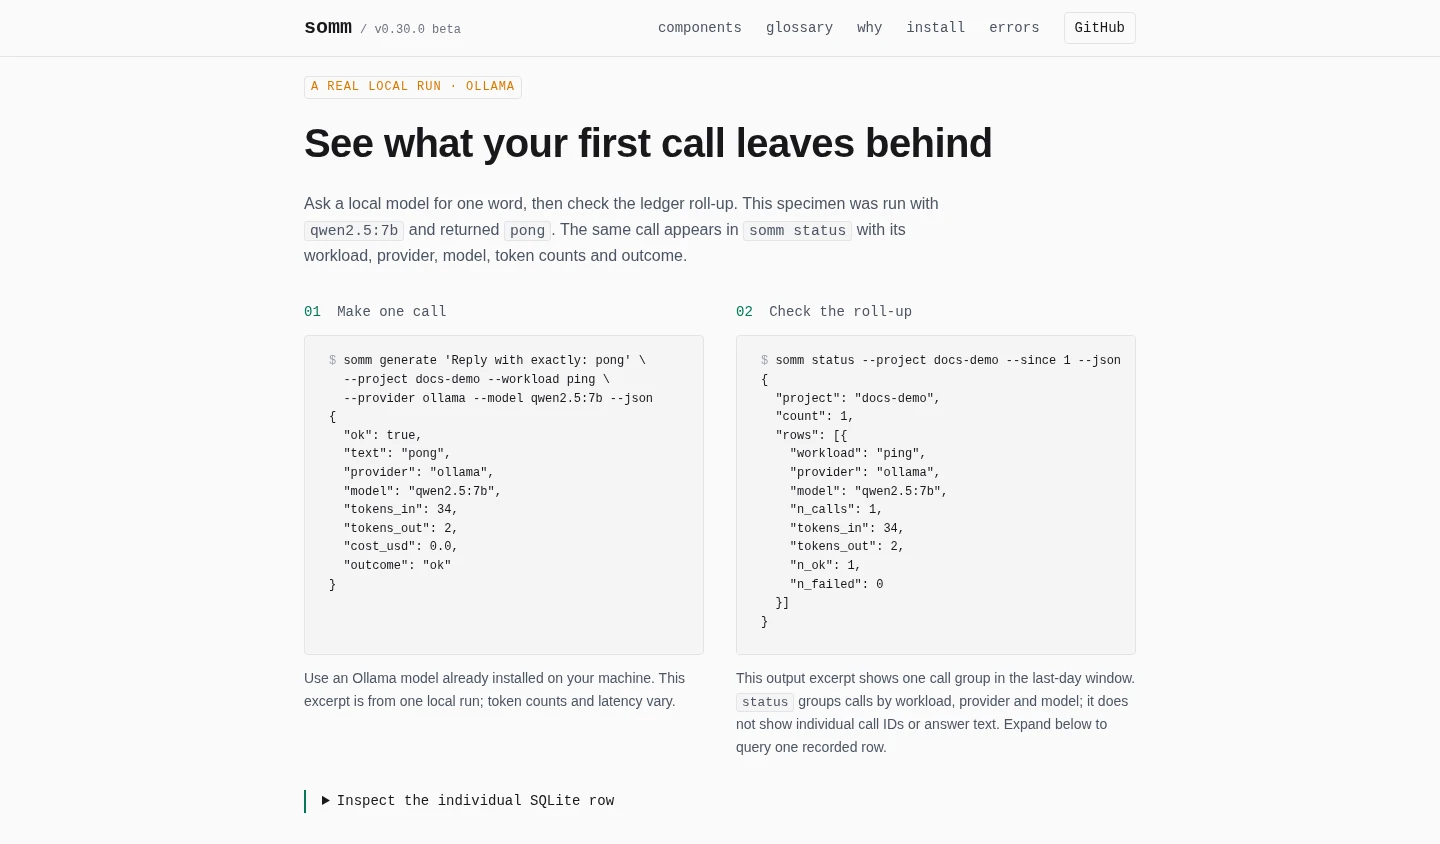 somm / v0.30.0 beta
components glossary why install errors GitHub
A REAL LOCAL RUN · OLLAMA
See what your first call leaves behind
Ask a local model for one word, then check the ledger roll-up. This specimen was run with
qwen2.5:7b and returned pong. The same call appears in somm status with its
workload, provider, model, token counts and outcome.
01 Make one call
$ somm generate 'Reply with exactly: pong' \
--project docs-demo --workload ping \
--provider ollama --model qwen2.5:7b --json
{
"ok": true,
"text": "pong",
"provider": "ollama",
"model": "qwen2.5:7b",
"tokens_in": 34,
"tokens_out": 2,
"cost_usd": 0.0,
"outcome": "ok"
}
Use an Ollama model already installed on your machine. This
excerpt is from one local run; token counts and latency vary.
02 Check the roll-up
$ somm status --project docs-demo --since 1 --json
{
"project": "docs-demo",
"count": 1,
"rows": [{
"workload": "ping",
"provider": "ollama",
"model": "qwen2.5:7b",
"n_calls": 1,
"tokens_in": 34,
"tokens_out": 2,
"n_ok": 1,
"n_failed": 0
}]
}
This output excerpt shows one call group in the last-day window.
status groups calls by workload, provider and model; it does
not show individual call IDs or answer text. Expand below to
query one recorded row.
▶ Inspect the individual SQLite row